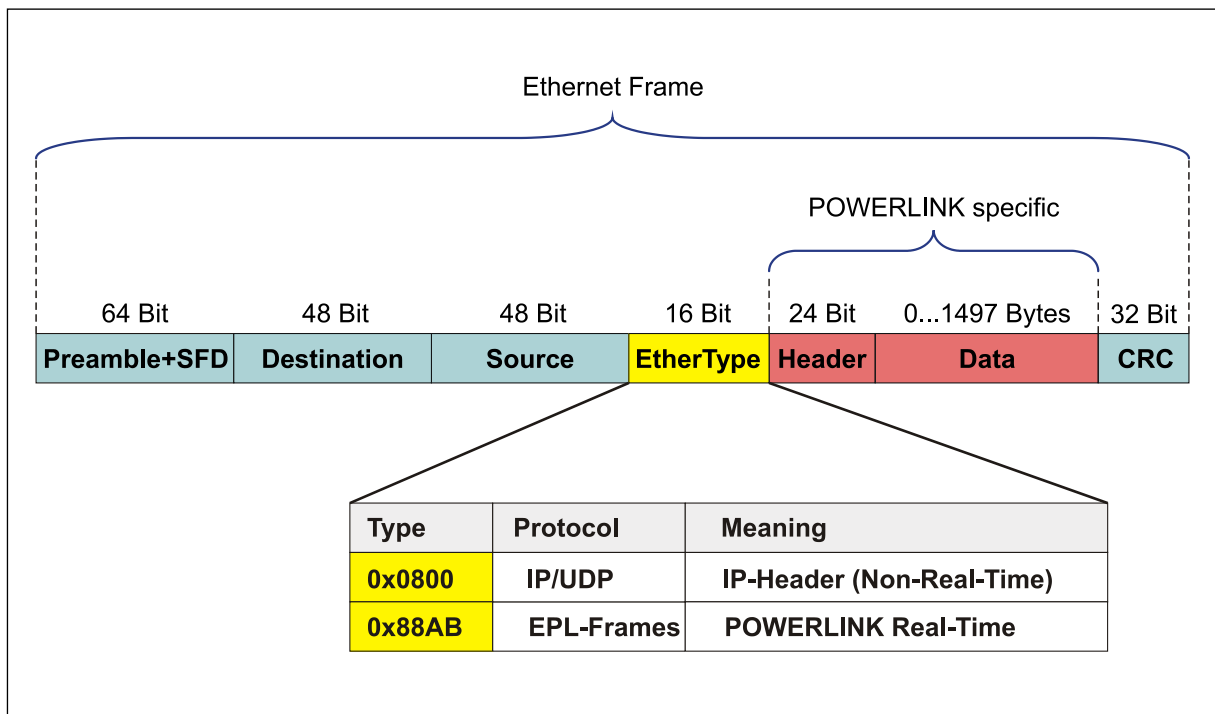 Ethernet Frame
POWERLINK specific
64 Bit 48 Bit 48 Bit 16 Bit 24 Bit 0...1497 Bytes 32 Bit
Preamble+SFD Destination Source EtherType Header Data CRC
Type Protocol Meaning
0x0800 IP/UDP IP-Header (Non-Real-Time)
0x88AB EPL-Frames POWERLINK Real-Time